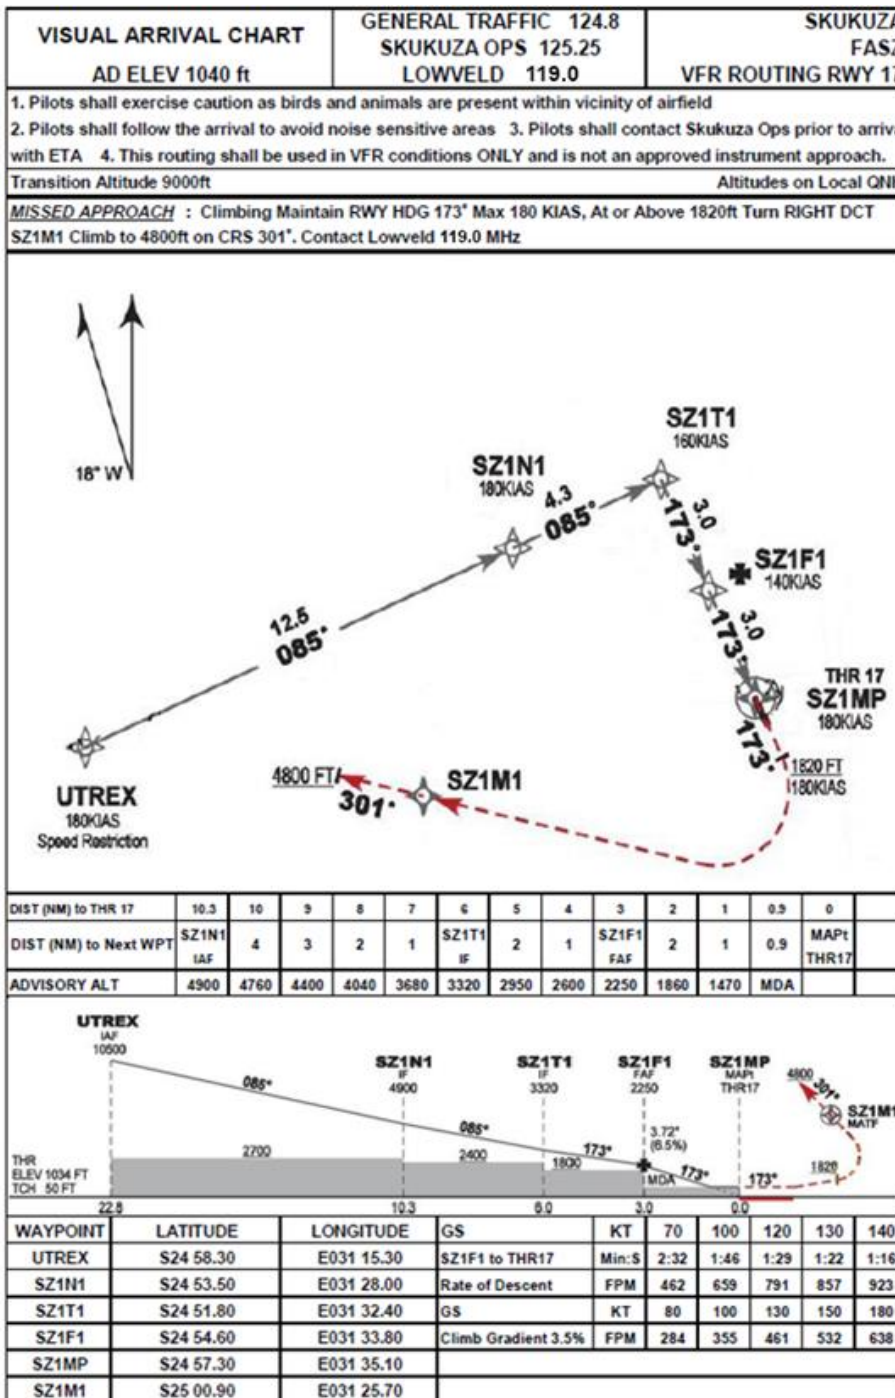 VISUAL ARRIVAL CHART
AD ELEV 1040 ft
GENERAL TRAFFIC 124.8
SKUKUZA OPS 125.25
LOWVELD 119.0
SKUKUZA
FASZ
VFR ROUTING RWY 17
1. Pilots shall exercise caution as birds and animals are present within vicinity of airfield
2. Pilots shall follow the arrival to avoid noise sensitive areas 3. Pilots shall contact Skukuza Ops prior to arriv
with ETA 4. This routing shall be used in VFR conditions ONLY and is not an approved instrument approach.
Transition Altitude 9000ft Altitudes on Local QNH
MISSED APPROACH : Climbing Maintain RWY HDG 173° Max 180 KIAS, At or Above 1820ft Turn RIGHT DCT
SZ1M1 Climb to 4800ft on CRS 301°. Contact Lowveld 119.0 MHz
18° W
SZ1T1
160KIAS
SZ1N1
180KIAS
4.3
085°
3.0
173°
SZ1F1
140KIAS
12.5
085°
3.0
173°
THR 17
SZ1MP
180KIAS
173°
1820 FT
180KIAS
UTREX
180KIAS
Speed Restriction
4800 FT
301°
SZ1M1
DIST (NM) to THR 17 10.3 10 9 8 7 6 5 4 3 2 1 0.9 0
DIST (NM) to Next WPT SZ1N1 IAF 4 3 2 1 SZ1T1 IF 2 1 SZ1F1 FAF 2 1 0.9 MAPt THR17
ADVISORY ALT 4900 4760 4400 4040 3680 3320 2950 2600 2250 1860 1470 MDA
UTREX
IAF
10500
SZ1N1
IF
4900
SZ1T1
IF
3320
SZ1F1
FAF
2250
SZ1MP
MAPt
THR17
4800
301°
SZ1M1
MATF
085°
085°
173°
3.72°
(6.5%)
173°
173°
1820
2700
2400
1800
MDA
THR
ELEV 1034 FT
TCH 50 FT
22.8 10.3 6.0 3.0 0.0
WAYPOINT LATITUDE LONGITUDE GS KT 70 100 120 130 140
UTREX S24 58.30 E031 15.30 SZ1F1 to THR17 Min:S 2:32 1:46 1:29 1:22 1:16
SZ1N1 S24 53.50 E031 28.00 Rate of Descent FPM 462 659 791 857 923
SZ1T1 S24 51.80 E031 32.40 GS KT 80 100 130 150 180
SZ1F1 S24 54.60 E031 33.80 Climb Gradient 3.5% FPM 284 355 461 532 638
SZ1MP S24 57.30 E031 35.10
SZ1M1 S25 00.90 E031 25.70